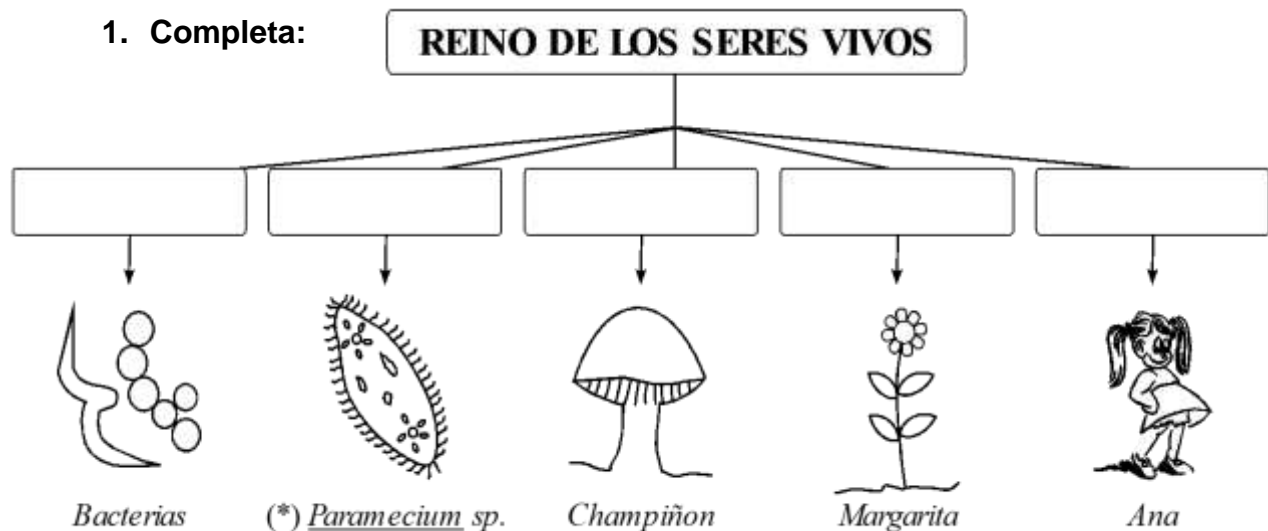 1. Completa:
REINO DE LOS SERES VIVOS
Bacterias
(*) Paramecium sp.
Champiñon
Margarita
Ana